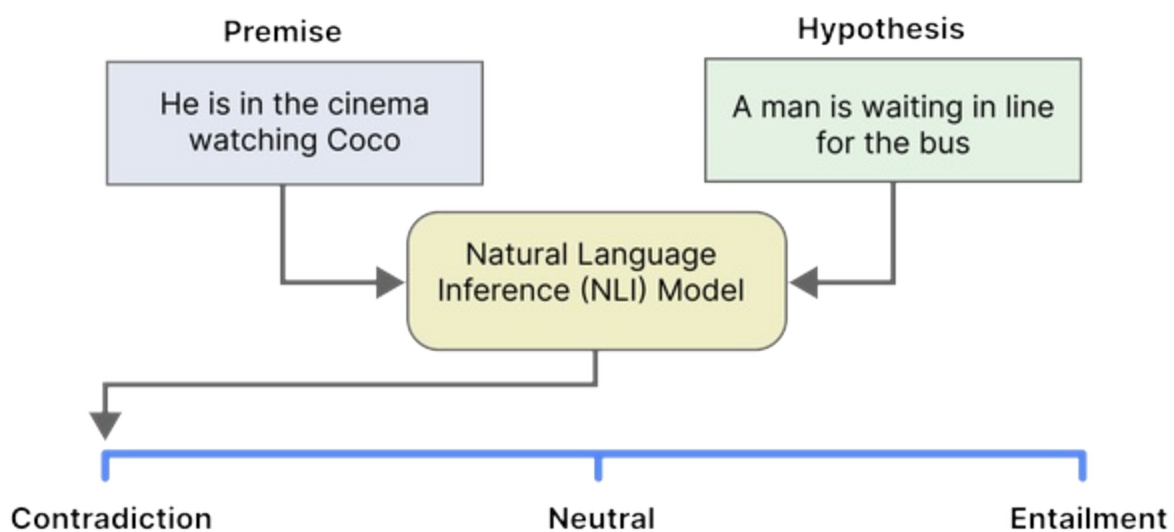 Premise
Hypothesis
He is in the cinema
watching Coco
A man is waiting in line
for the bus
Natural Language
Inference (NLI) Model
Contradiction
Neutral
Entailment